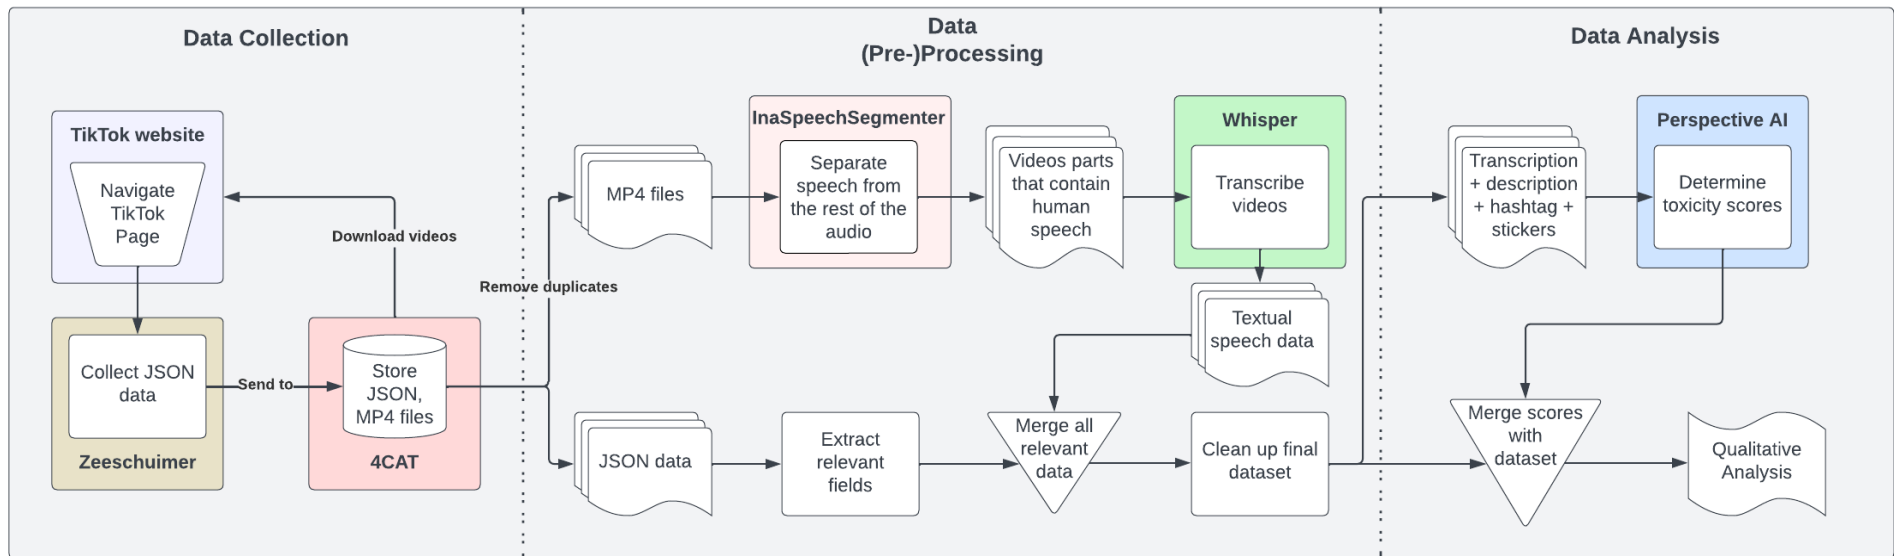 Data Collection
TikTok website
Navigate
TikTok
Page
Download videos
Collect JSON
data
Zeeschuimer
Send to
Store
JSON,
MP4 files
4CAT
Data
(Pre-)Processing
Remove duplicates
MP4 files
InaSpeechSegmenter
Separate
speech from
the rest of the
audio
Videos parts
that contain
human
speech
Whisper
Transcribe
videos
Textual
speech data
JSON data
Extract
relevant
fields
Merge all
relevant
data
Clean up final
dataset
Data Analysis
Transcription
+ description
+ hashtag +
stickers
Perspective AI
Determine
toxicity scores
Merge scores
with
dataset
Qualitative
Analysis